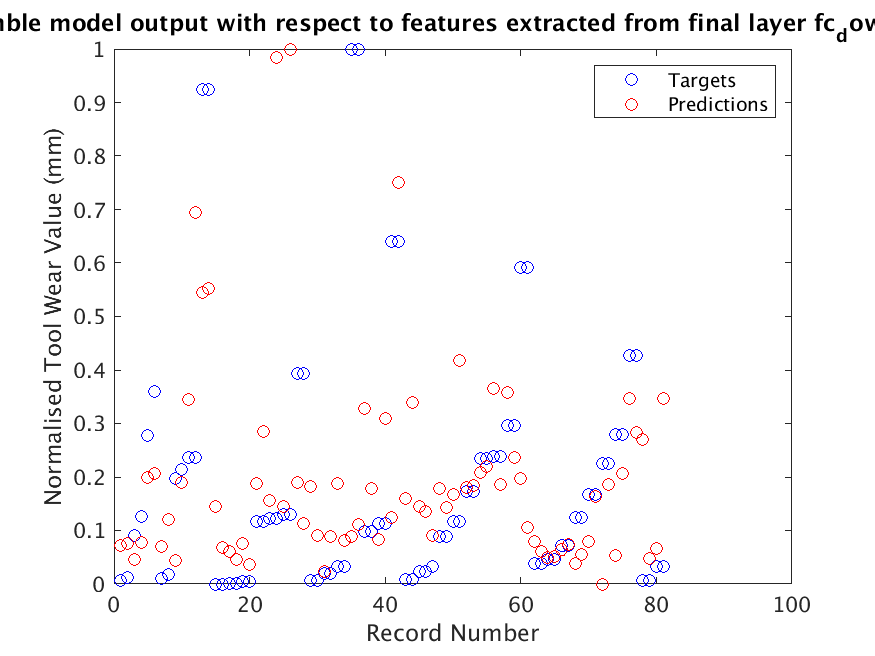 nble model output with respect to features extracted from final layer fc_dow
Targets
Predictions
Normalised Tool Wear Value (mm)
1
0.9
0.8
0.7
0.6
0.5
0.4
0.3
0.2
0.1
0
0 20 40 60 80 100
Record Number